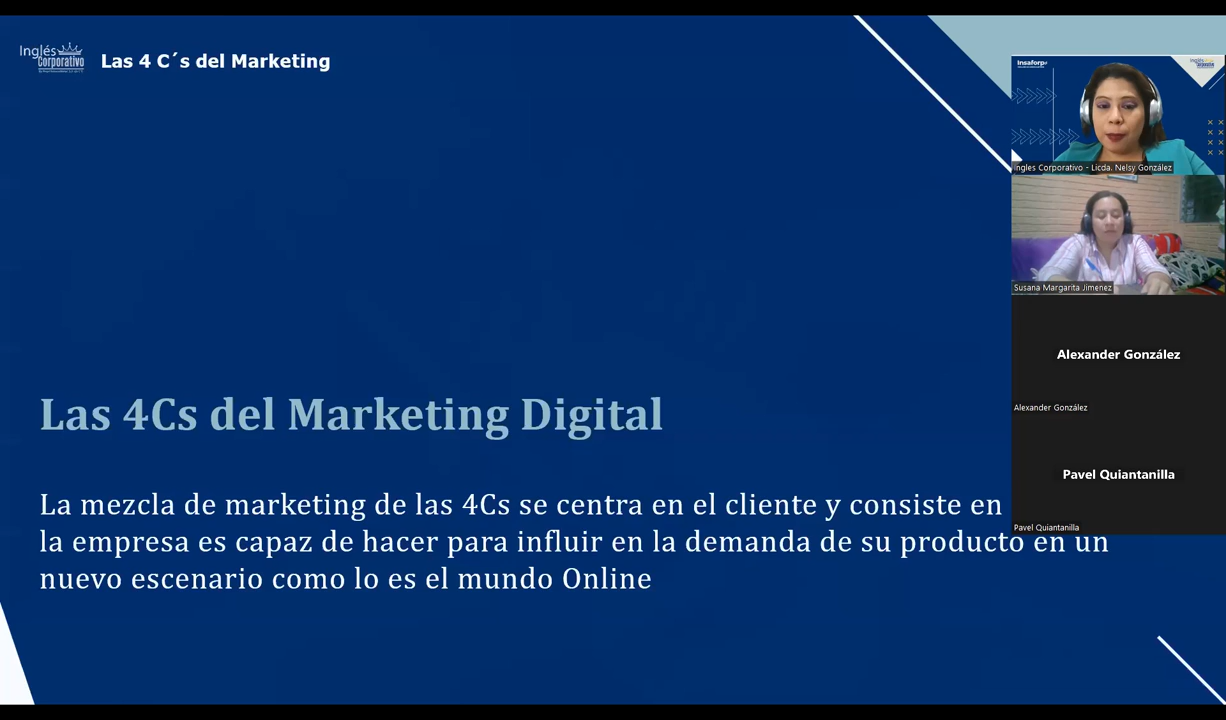 Inglés
Corporativo
Las 4 C´s del Marketing
Las 4Cs del Marketing Digital
La mezcla de marketing de las 4Cs se centra en el cliente y consiste en
la empresa es capaz de hacer para influir en la demanda de su producto en un
nuevo escenario como lo es el mundo Online
Insaforp
Ingles Corporativo - Licda. Nelsy González
Susana Margarita Jimenez
Alexander González
Alexander González
Pavel Quiantanilla
Pavel Quiantanilla